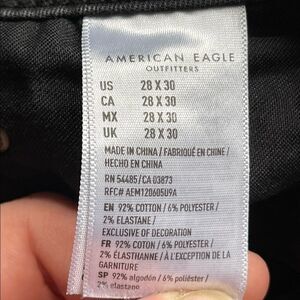 AMERICAN EAGLE
OUTFITTERS
US 28 X 30
CA 28 X 30
MX 28 X 30
UK 28 X 30
MADE IN CHINA / FABRIQUÉ EN CHINE /
HECHO EN CHINA
RN 54485/CA 03873
RFC# AEM120605U9A
EN 92% COTTON / 6% POLYESTER /
2% ELASTANE /
EXCLUSIVE OF DECORATION
FR 92% COTON / 6% POLYESTER /
2% ÉLASTHANNE / À L'EXCEPTION DE LA
GARNITURE
SP 92% algodón / 6% poliéster /
2% elastane /